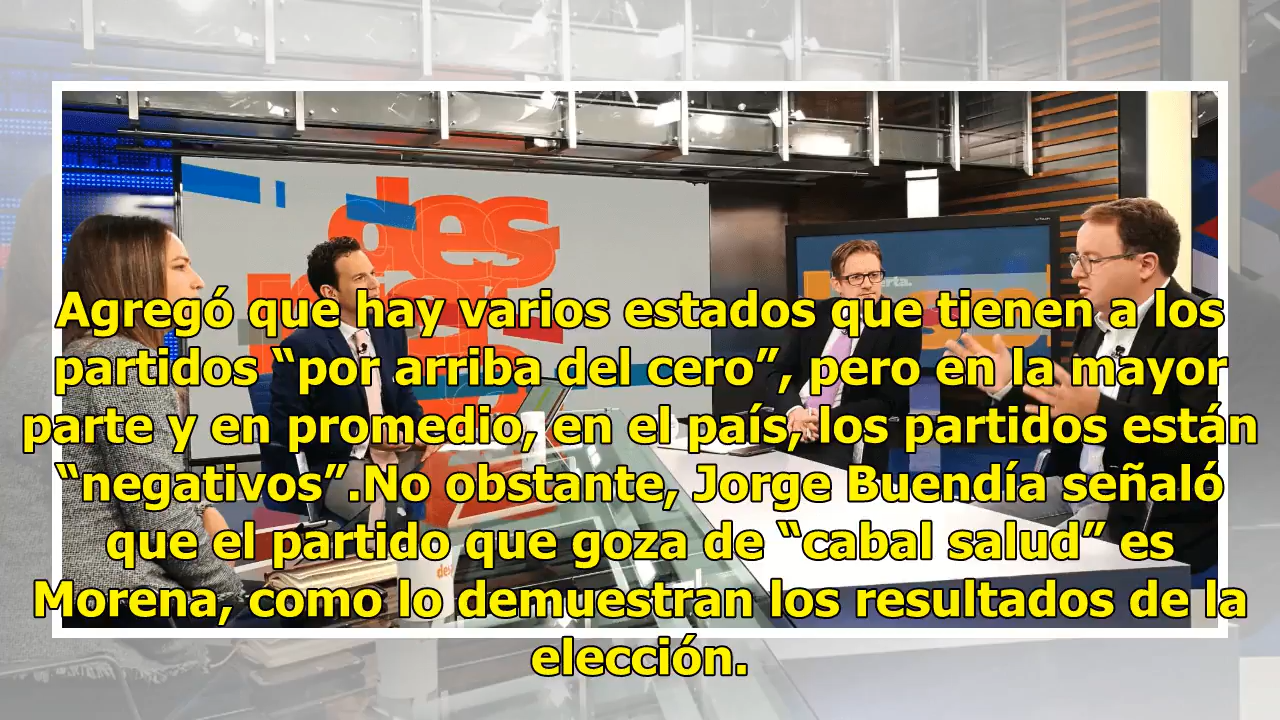 des
erta.
Agregó que hay varios estados que tienen a los
partidos “por arriba del cero”, pero en la mayor
parte y en promedio, en el país, los partidos están
“negativos”.No obstante, Jorge Buendía señaló
que el partido que goza de “cabal salud” es
Morena, como lo demuestran los resultados de la
elección.